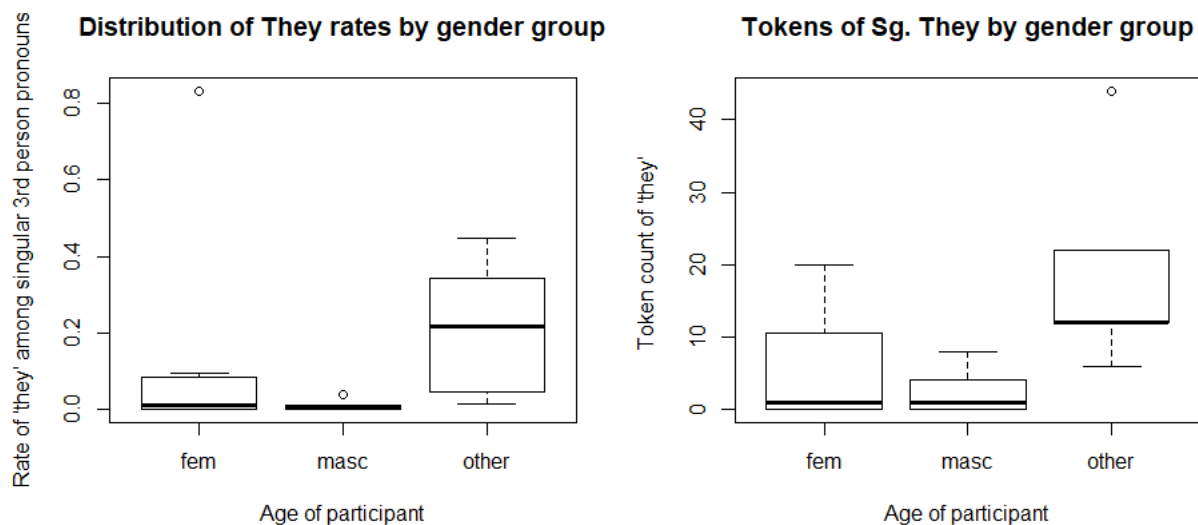 Distribution of They rates by gender group
Rate of 'they' among singular 3rd person pronouns
0.8
0.6
0.4
0.2
0.0
fem masc other
Age of participant
Tokens of Sg. They by gender group
Token count of 'they'
40
30
20
10
0
fem masc other
Age of participant